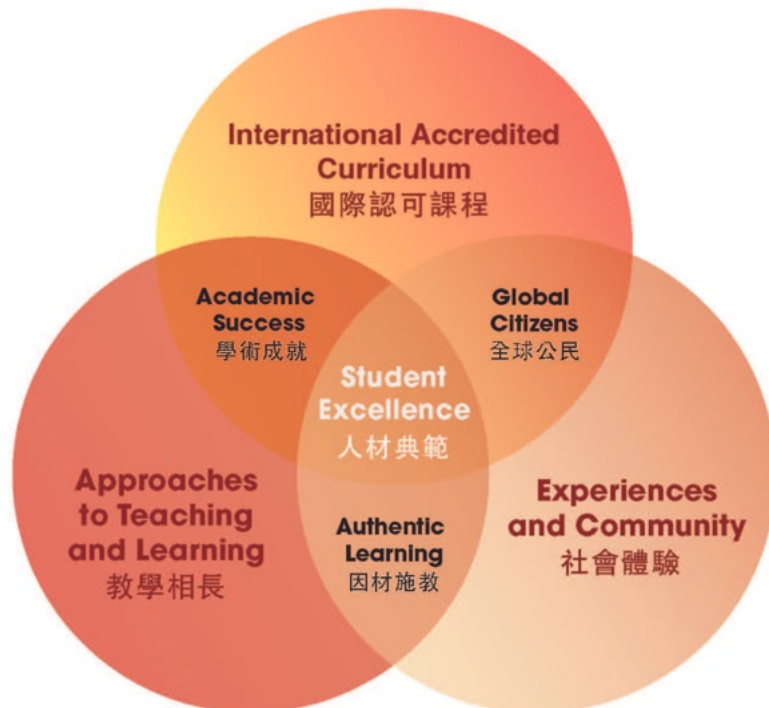 International Accredited
Curriculum
國際認可課程
Academic
Success
學術成就
Global
Citizens
全球公民
Student
Excellence
人材典範
Approaches
to Teaching
and Learning
教學相長
Authentic
Learning
因材施教
Experiences
and Community
社會體驗